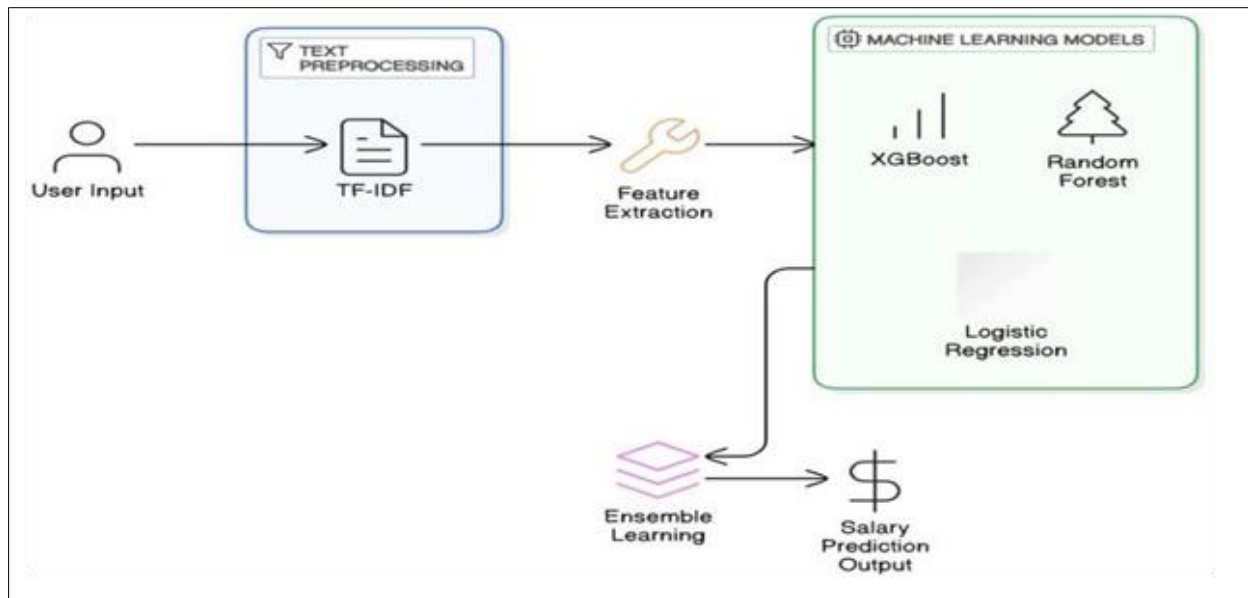 TEXT
PREPROCESSING
MACHINE LEARNING MODELS
User Input
TF-IDF
Feature
Extraction
XGBoost
Random
Forest
Logistic
Regression
Ensemble
Learning
Salary
Prediction
Output